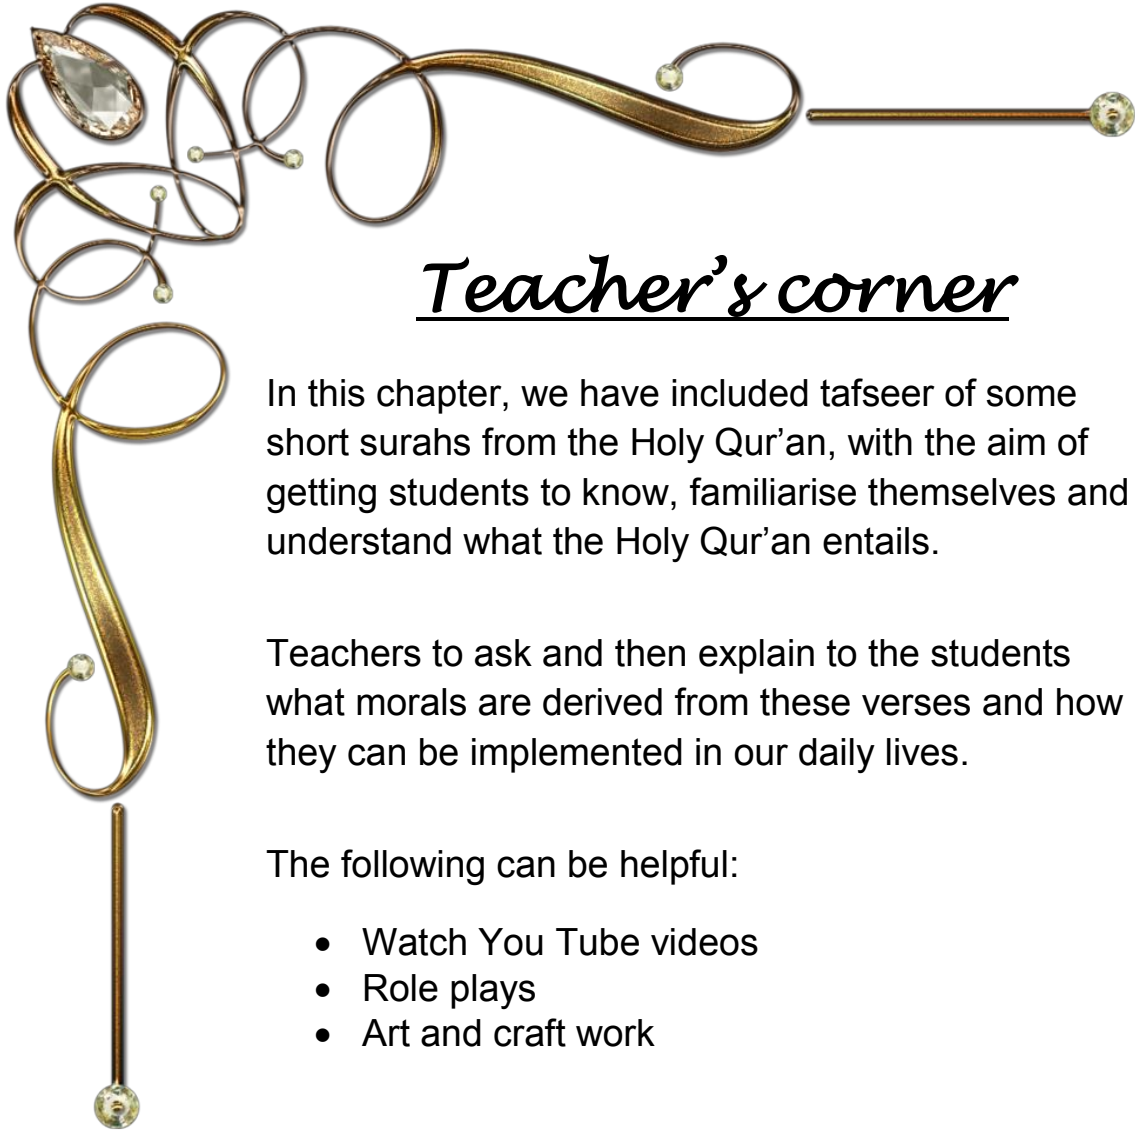 Teacher’s corner
In this chapter, we have included tafseer of some
short surahs from the Holy Qur’an, with the aim of
getting students to know, familiarise themselves and
understand what the Holy Qur’an entails.
Teachers to ask and then explain to the students
what morals are derived from these verses and how
they can be implemented in our daily lives.
The following can be helpful:
• Watch You Tube videos
• Role plays
• Art and craft work